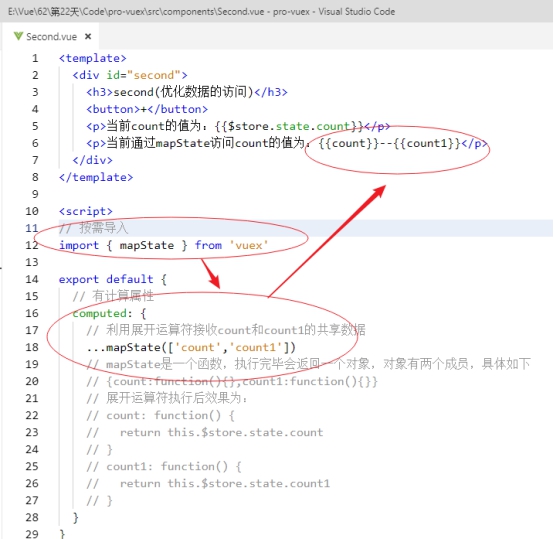 E:\Vue\62\第22天\Code\pro-vuex\src\components\Second.vue - pro-vuex - Visual Studio Code
Second.vue ×
1 <template>
2 <div id="second">
3 <h3>second(优化数据的访问)</h3>
4 <button>+</button>
5 <p>当前count的值为：{{$store.state.count}}</p>
6 <p>当前通过mapState访问count的值为：{{count}}--{{count1}}</p>
7 </div>
8 </template>
9
10 <script>
11 // 按需导入
12 import { mapState } from 'vuex'
13
14 export default {
15 // 有计算属性
16 computed: {
17 // 利用展开运算符接收count和count1的共享数据
18 ...mapState(['count','count1'])
19 // mapState是一个函数，执行完毕会返回一个对象，对象有两个成员，具体如下
20 // {count:function(){},count1:function(){}}
21 // 展开运算符执行后效果为：
22 // count: function() {
23 //   return this.$store.state.count
24 // }
25 // count1: function() {
26 //   return this.$store.state.count1
27 // }
28 }
29 }